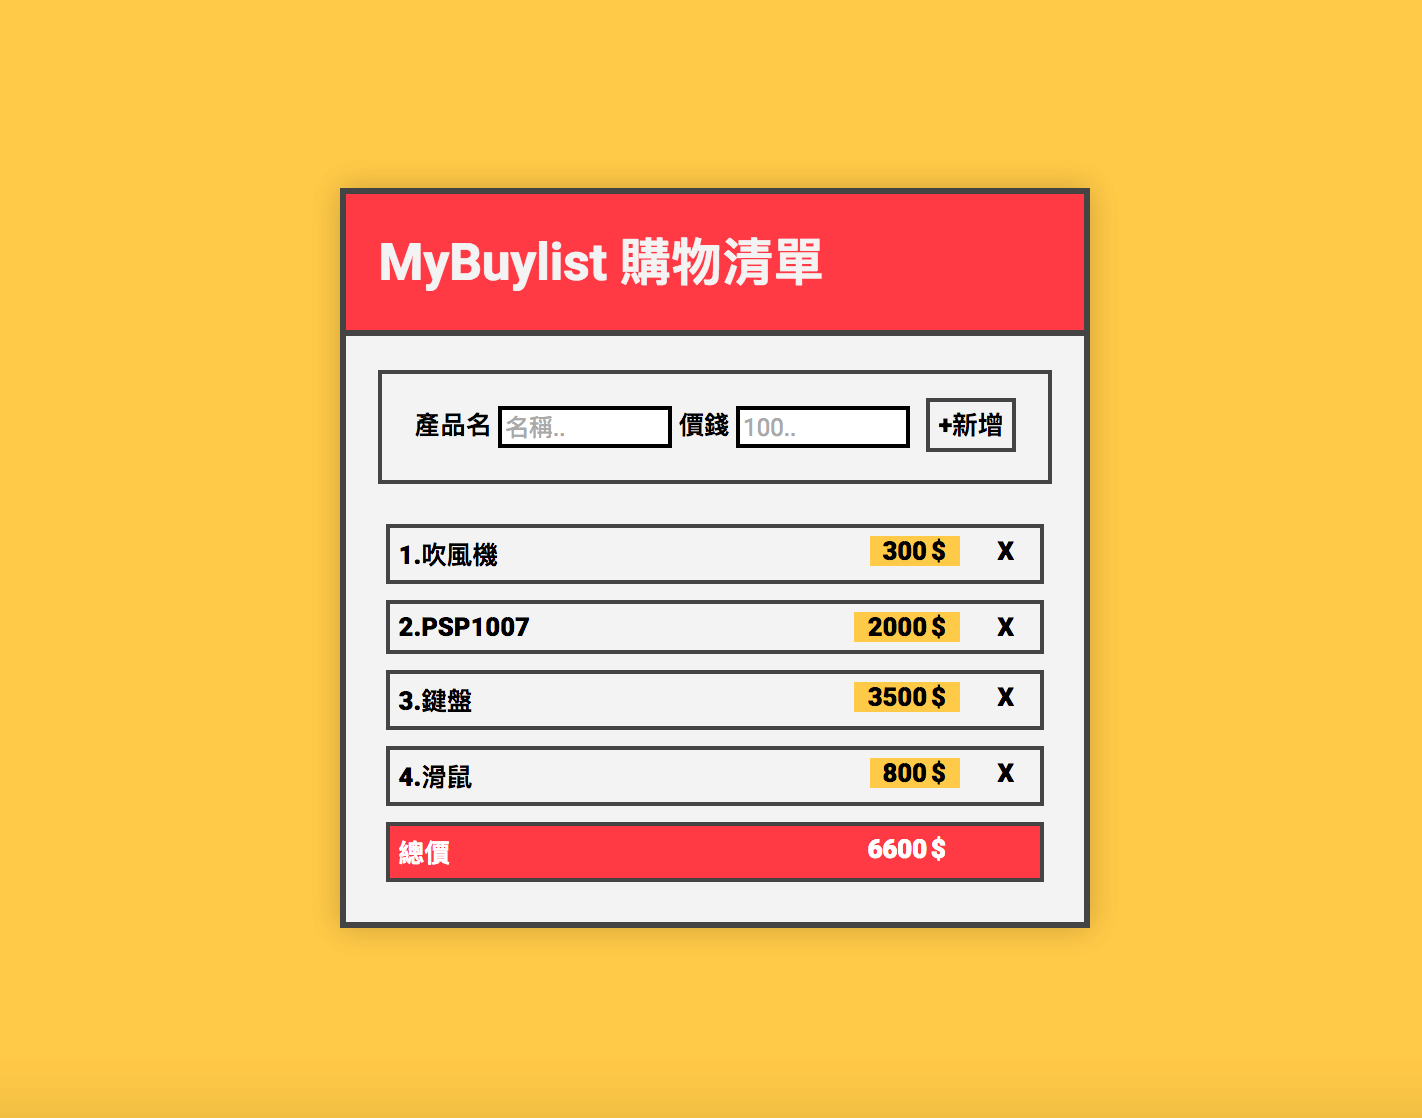 MyBuylist 購物清單
產品名 名稱.. 價錢 100.. +新增
1.吹風機 300 $ X
2.PSP1007 2000 $ X
3.鍵盤 3500 $ X
4.滑鼠 800 $ X
總價 6600 $